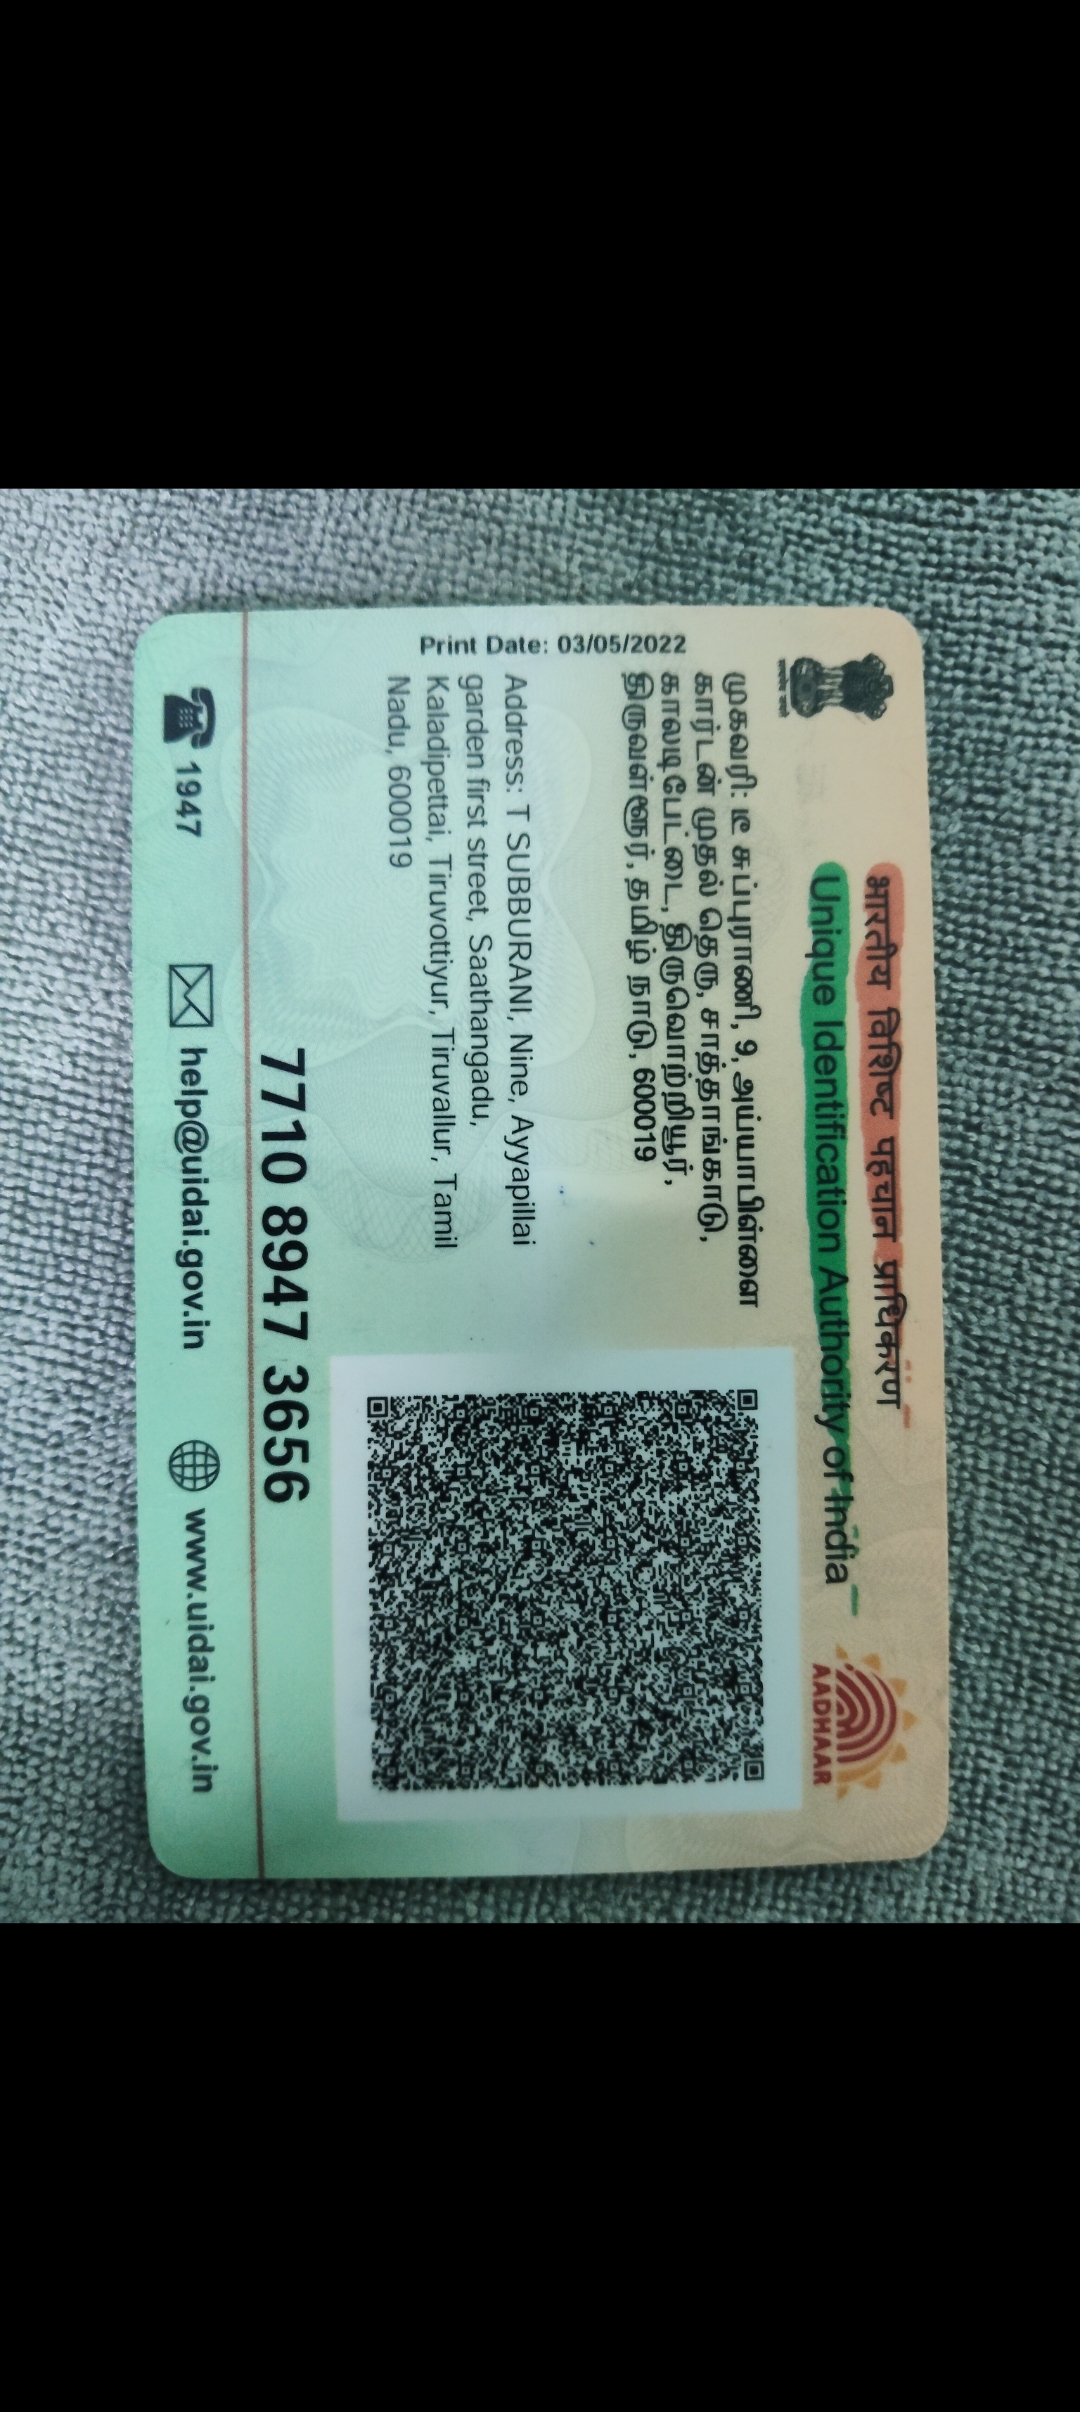 भारतीय विशिष्ट पहचान प्राधिकरण
Unique Identification Authority of India
AADHAAR
Print Date: 03/05/2022
முகவரி: டீ சுப்புராணி, 9, அய்யாபிள்ளை
கார்டன் முதல் தெரு, சாத்தாங்காடு,
காலடிபேட்டை, திருவொற்றியூர்,
திருவள்ளூர், தமிழ் நாடு, 600019
Address: T SUBBURANI, Nine, Ayyapillai
garden first street, Saathangadu,
Kaladipettai, Tiruvottiyur, Tiruvallur, Tamil
Nadu, 600019
7710 8947 3656
1947
help@uidai.gov.in
www.uidai.gov.in